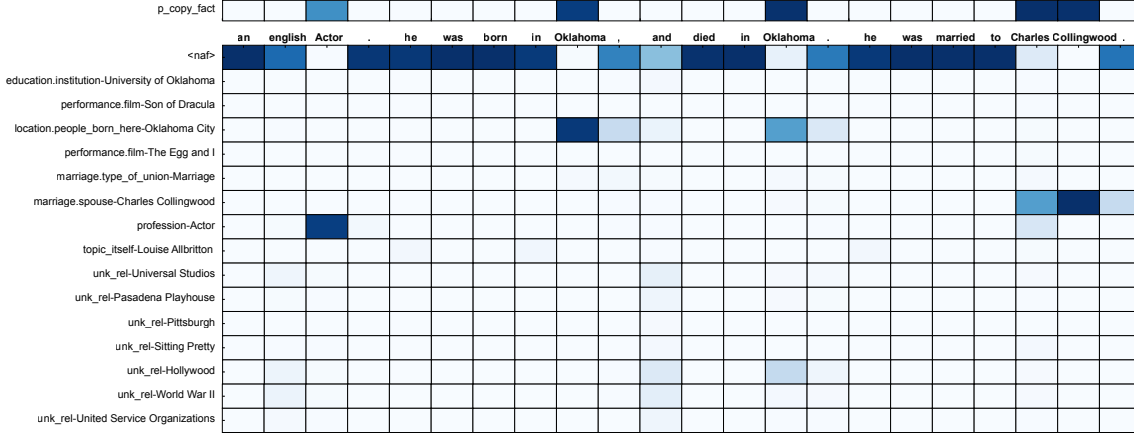 p_copy_fact
an english Actor . he was born in Oklahoma , and died in Oklahoma . he was married to Charles Collingwood .
<naf>
education.institution-University of Oklahoma
performance.film-Son of Dracula
location.people_born_here-Oklahoma City
performance.film-The Egg and I
marriage.type_of_union-Marriage
marriage.spouse-Charles Collingwood
profession-Actor
topic_itself-Louise Allbritton
unk_rel-Universal Studios
unk_rel-Pasadena Playhouse
unk_rel-Pittsburgh
unk_rel-Sitting Pretty
unk_rel-Hollywood
unk_rel-World War II
unk_rel-United Service Organizations